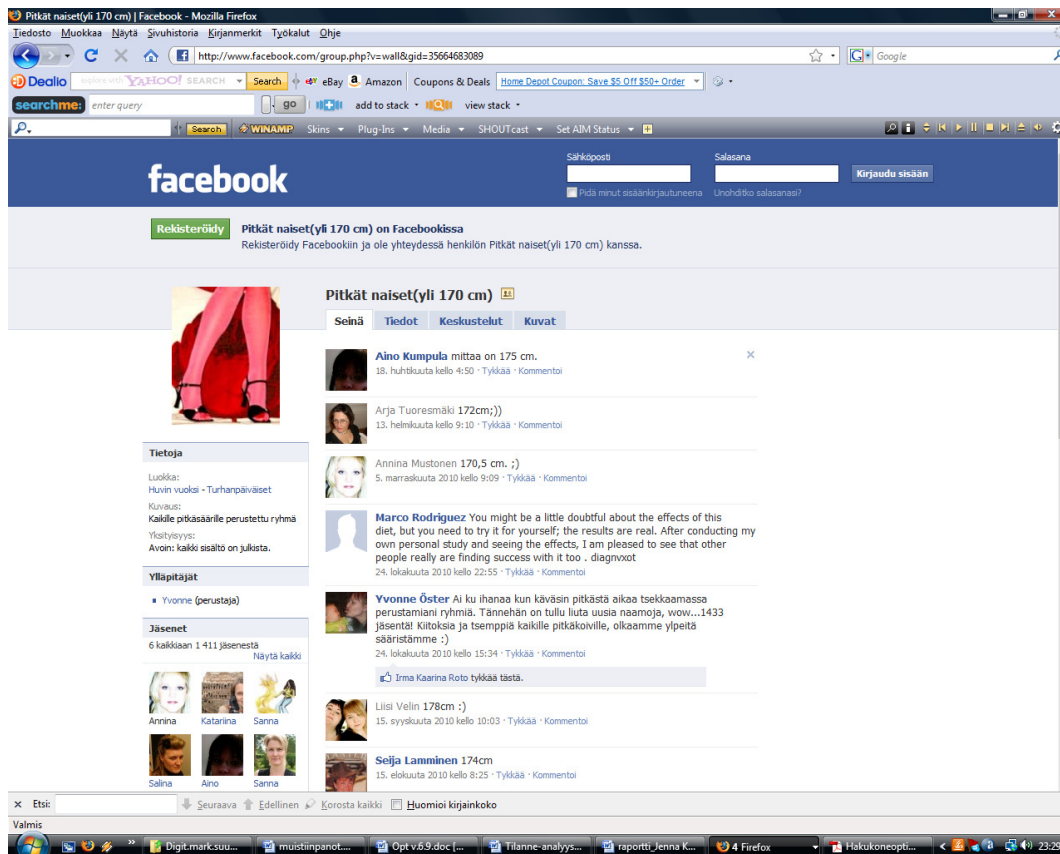 Pitkät naiset(yli 170 cm) | Facebook - Mozilla Firefox
Tiedosto Muokkaa Näytä Sivuhistoria Kirjanmerkit Työkalut Ohje
http://www.facebook.com/group.php?v=wall&gid=35664683089
Google
Dealio explore with YAHOO! SEARCH Search eBay Amazon Coupons & Deals Home Depot Coupon: Save $5 Off $50+ Order
searchme: enter query go add to stack view stack
Search WINAMP Skins Plug-Ins Media SHOUTcast Set AIM Status
facebook
Sähköposti Salasana
Kirjaudu sisään
Pidä minut sisäänkirjautuneena Unohditko salasanasi?
Rekisteröidy
Pitkät naiset(yli 170 cm) on Facebookissa
Rekisteröidy Facebookiin ja ole yhteydessä henkilön Pitkät naiset(yli 170 cm) kanssa.
Pitkät naiset(yli 170 cm)
Seinä Tiedot Keskustelut Kuvat
Aino Kumpula mittaa on 175 cm.
18. huhtikuuta kello 4:50 · Tykkää · Kommentoi
Arja Tuoresmäki 172cm;))
13. helmikuuta kello 9:10 · Tykkää · Kommentoi
Annina Mustonen 170,5 cm. ;)
5. marraskuuta 2010 kello 9:09 · Tykkää · Kommentoi
Marco Rodriguez You might be a little doubtful about the effects of this
diet, but you need to try it for yourself; the results are real. After conducting my
own personal study and seeing the effects, I am pleased to see that other
people really are finding success with it too . diagnvxot
24. lokakuuta 2010 kello 22:55 · Tykkää · Kommentoi
Yvonne Öster Ai ku ihanaa kun käväsin pitkästä aikaa tsekkaamassa
perustamiani ryhmiä. Tännehän on tullu liuta uusia naamoja, wow...1433
jäsentä! Kiitoksia ja tsemppiä kaikille pitkäkoiville, olkaamme ylpeitä
sääristämme :)
24. lokakuuta 2010 kello 15:34 · Tykkää · Kommentoi
Irma Kaarina Roto tykkää tästä.
Liisi Velin 178cm :)
15. syyskuuta 2010 kello 10:03 · Tykkää · Kommentoi
Seija Lamminen 174cm
15. elokuuta 2010 kello 8:25 · Tykkää · Kommentoi
Tietoja
Luokka:
Huvin vuoksi - Turhanpäiväiset
Kuvaus:
Kaikille pitkäsäärille perustettu ryhmä
Yksityisyys:
Avoin: kaikki sisältö on julkista.
Ylläpitäjät
Yvonne (perustaja)
Jäsenet
6 kaikkiaan 1 411 jäsenestä
Näytä kaikki
Annina Katariina Sanna
Salina Aino Sanna
Etsi: Seuraava Edellinen Korosta kaikki Huomioi kirjainkoko
Valmis
Digit.mark.suu... muistiinpanot.... Opt v.6.9.doc [... Tilanne-analyys... raportti_Jenna K... 4 Firefox Hakukoneopti... 23:29